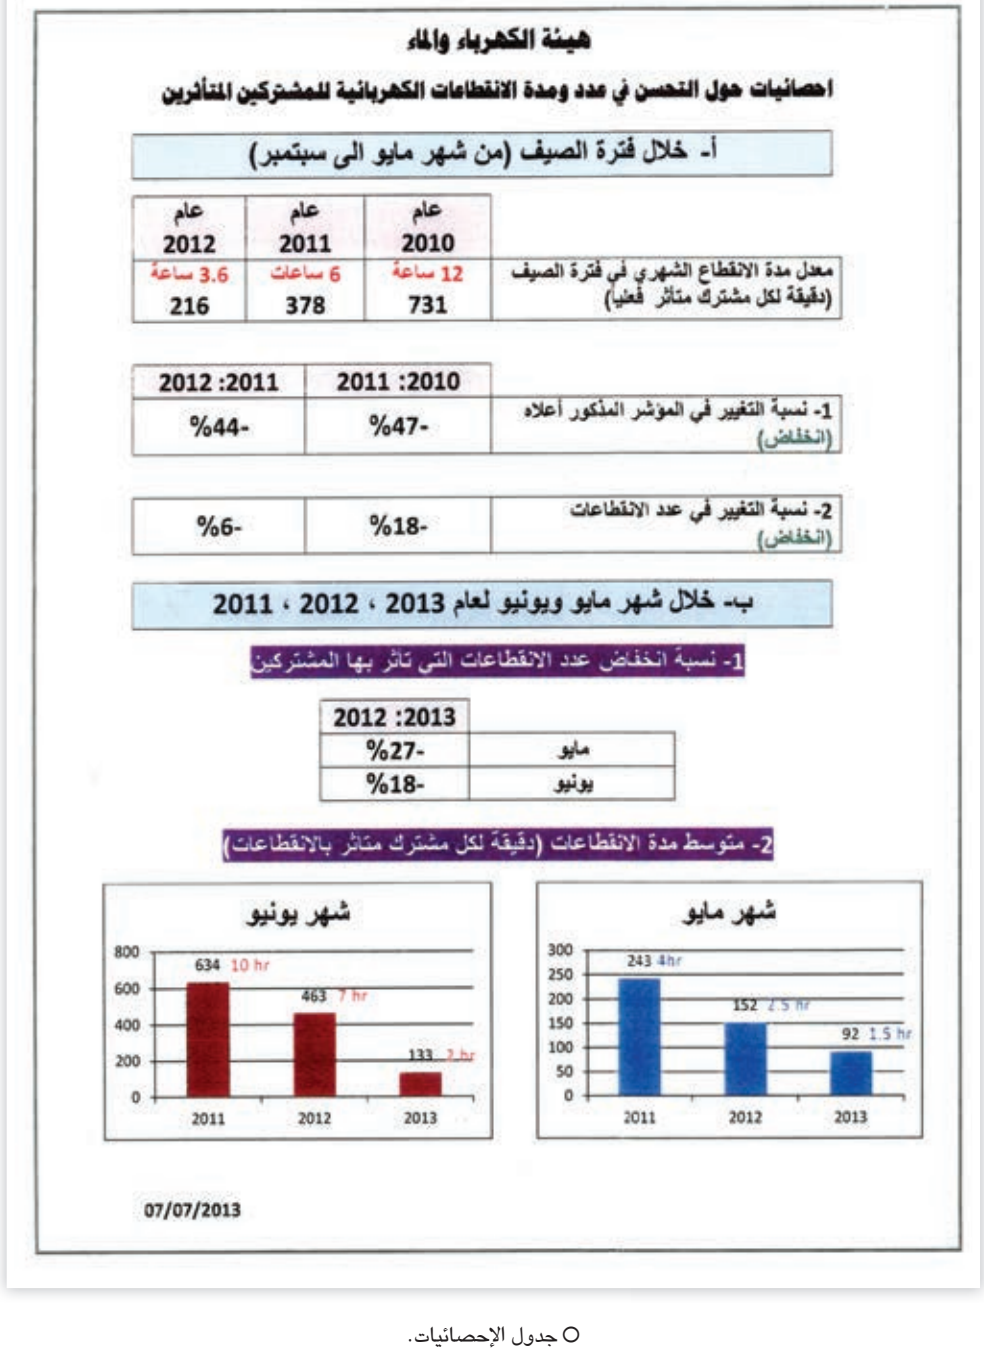 هيئة الكهرباء والماء
احصائيات حول التحسن في عدد ومدة الانقطاعات الكهربائية للمشتركين المتأثرين
أ- خلال فترة الصيف (من شهر مايو الى سبتمبر)
عام 2010 عام 2011 عام 2012
معدل مدة الانقطاع الشهري في فترة الصيف 12 ساعة 6 ساعات 3.6 ساعة
(دقيقة لكل مشترك متأثر فعليا) 731 378 216
2010: 2011 2011: 2012
1- نسبة التغيير في المؤشر المذكور أعلاه
(انخفاض) -47% -44%
2- نسبة التغيير في عدد الانقطاعات
(انخفاض) -18% -6%
ب- خلال شهر مايو ويونيو لعام 2013 ، 2012 ، 2011
1- نسبة انخفاض عدد الانقطاعات التي تأثر بها المشتركين
2013: 2012
مايو -27%
يونيو -18%
2- متوسط مدة الانقطاعات (دقيقة لكل مشترك متاثر بالانقطاعات)
شهر مايو
300
250
200
150
100
50
0
243 4hr
152 2.5 hr
92 1.5 hr
2011 2012 2013
شهر يونيو
800
600
400
200
0
634 10 hr
463 7 hr
133 2 hr
2011 2012 2013
07/07/2013
جدول الإحصائيات.